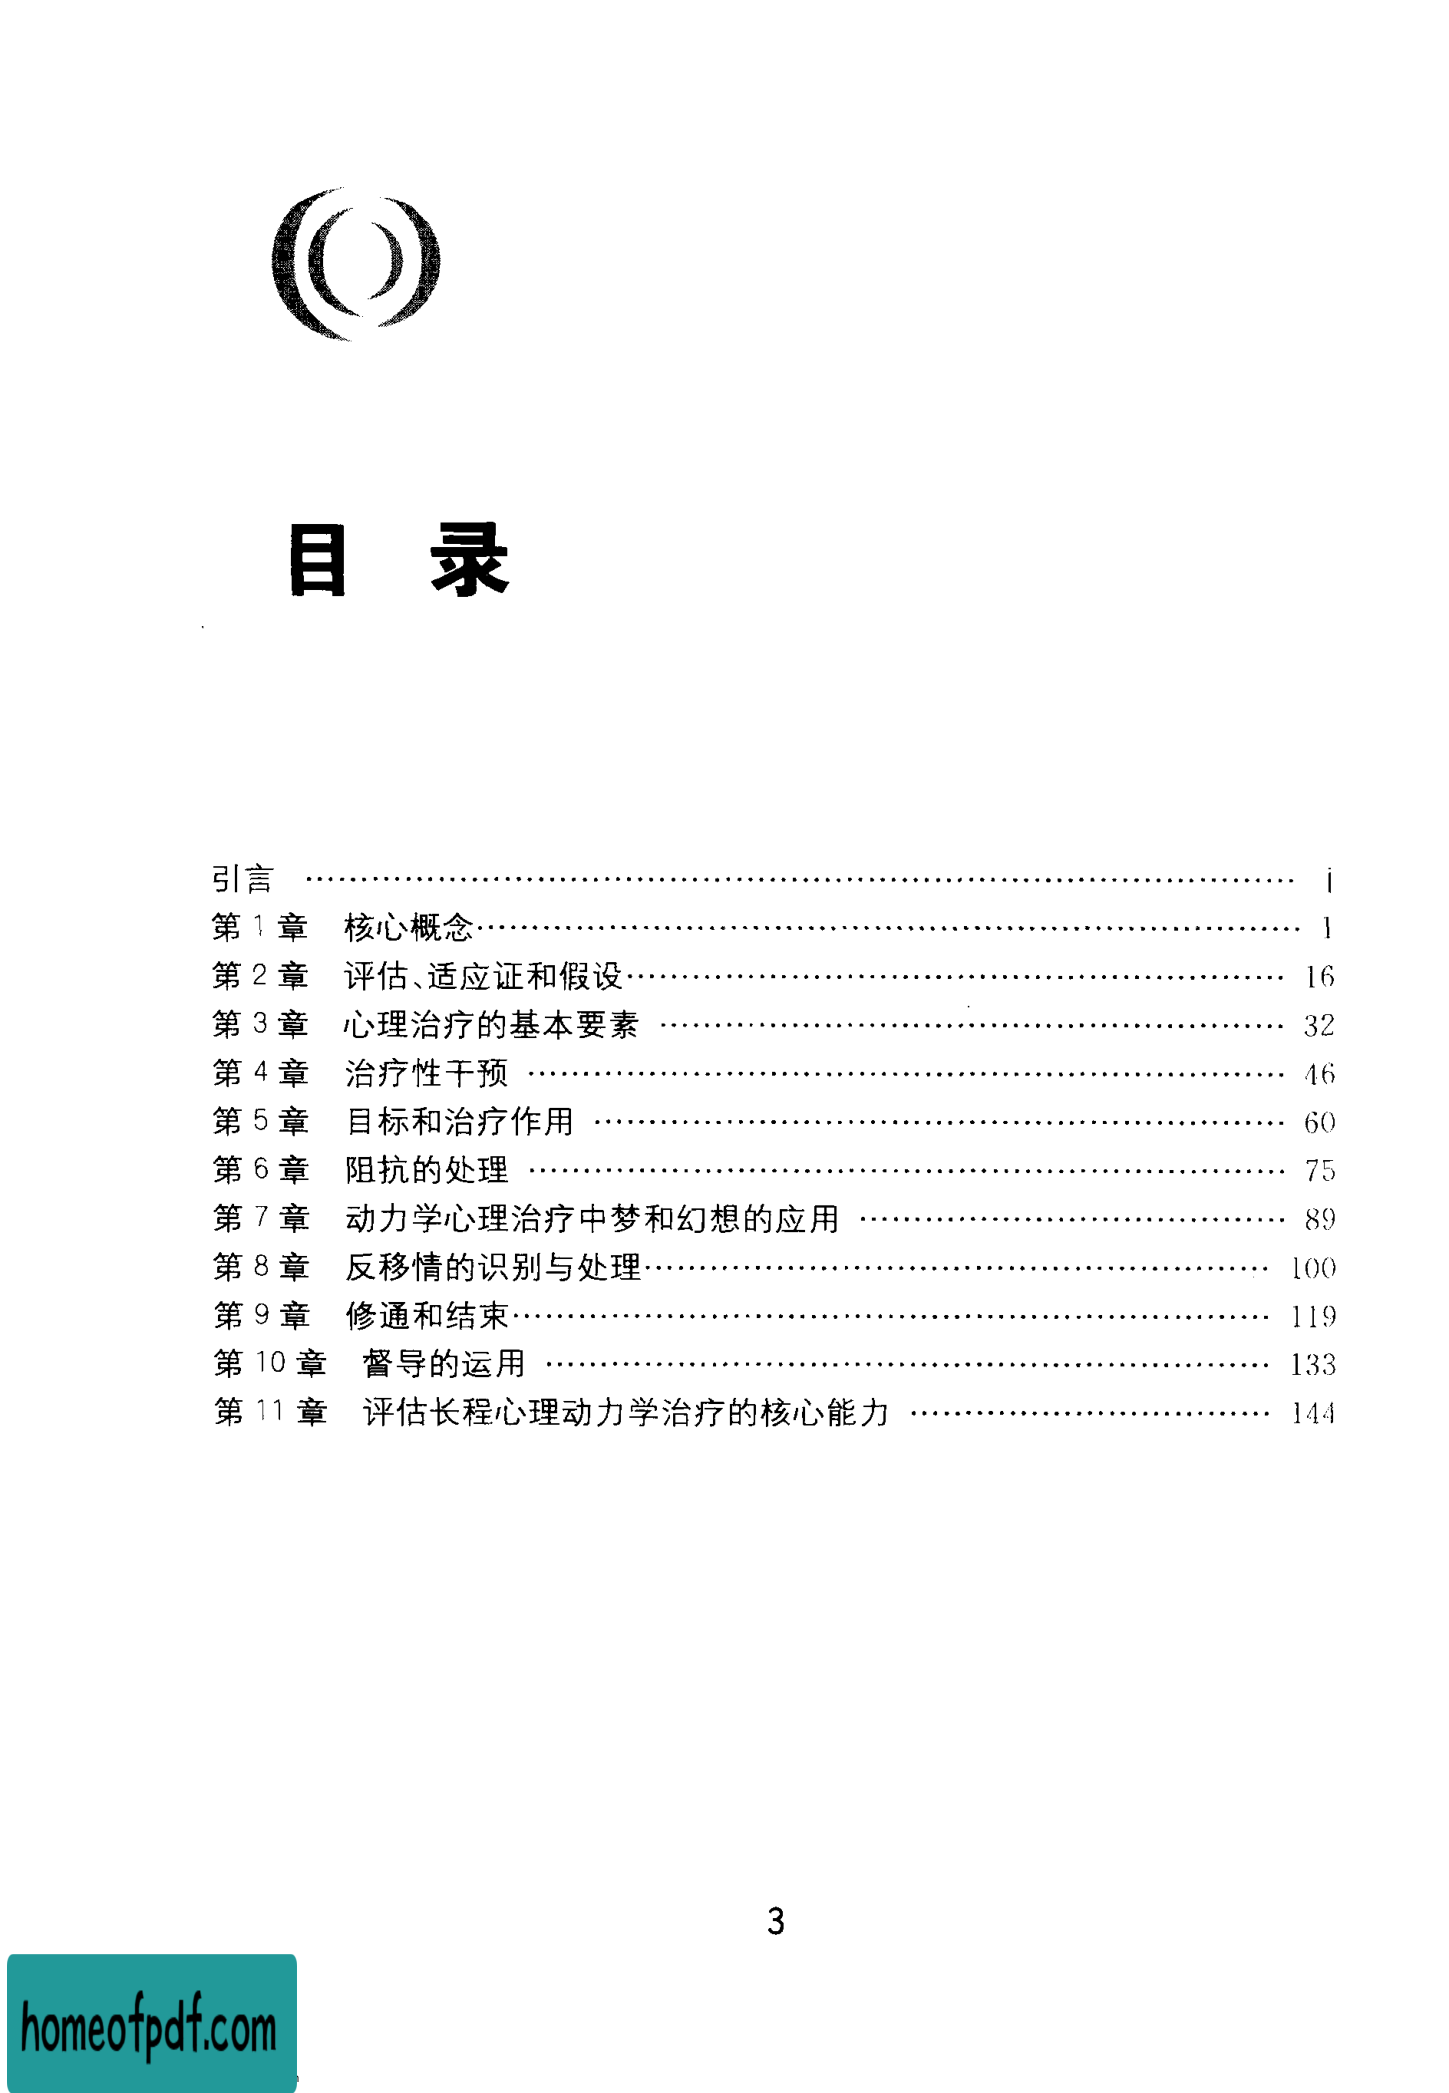 目 录
引言 …………………………………………………………………… i
第 1 章 核心概念…………………………………………………………… 1
第 2 章 评估、适应证和假设……………………………………………… 16
第 3 章 心理治疗的基本要素 …………………………………………… 32
第 4 章 治疗性干预 ……………………………………………………… 46
第 5 章 目标和治疗作用 ………………………………………………… 60
第 6 章 阻抗的处理 ……………………………………………………… 75
第 7 章 动力学心理治疗中梦和幻想的应用 …………………………… 89
第 8 章 反移情的识别与处理…………………………………………… 100
第 9 章 修通和结束……………………………………………………… 119
第 10 章 督导的运用 …………………………………………………… 133
第 11 章 评估长程心理动力学治疗的核心能力 ……………………… 144
3
homeofpdf.com